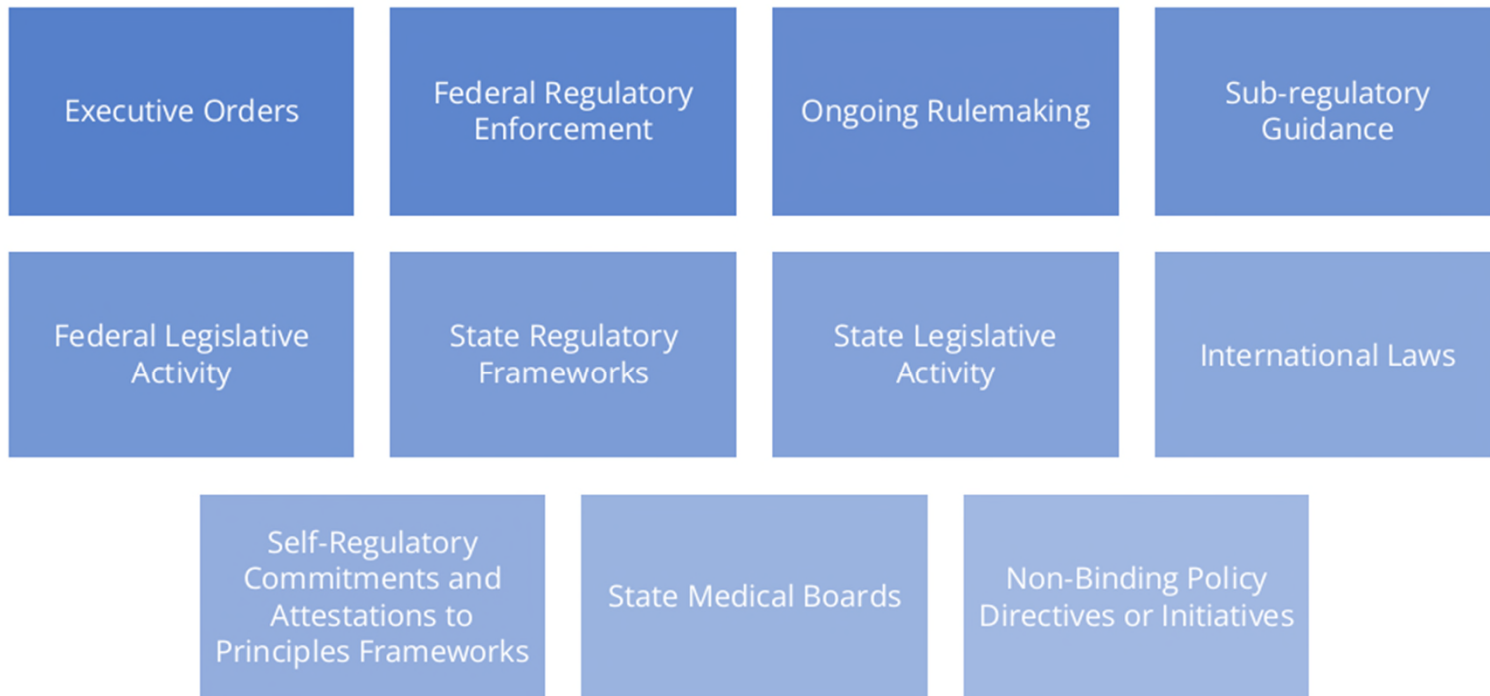 Executive Orders
Federal Regulatory
Enforcement
Ongoing Rulemaking
Sub-regulatory
Guidance
Federal Legislative
Activity
State Regulatory
Frameworks
State Legislative
Activity
International Laws
Self-Regulatory
Commitments and
Attestations to
Principles Frameworks
State Medical Boards
Non-Binding Policy
Directives or Initiatives